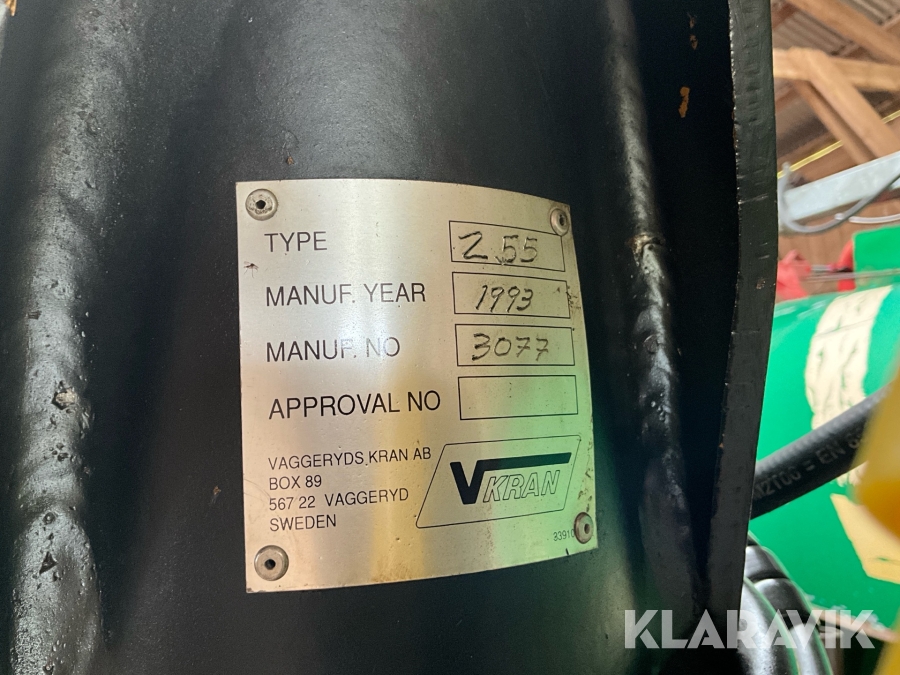 TYPE Z 55
MANUF. YEAR 1993
MANUF. NO 3077
APPROVAL NO
VAGGERYDS KRAN AB
BOX 89
567 22 VAGGERYD
SWEDEN
VKRAN
KLARAVIK